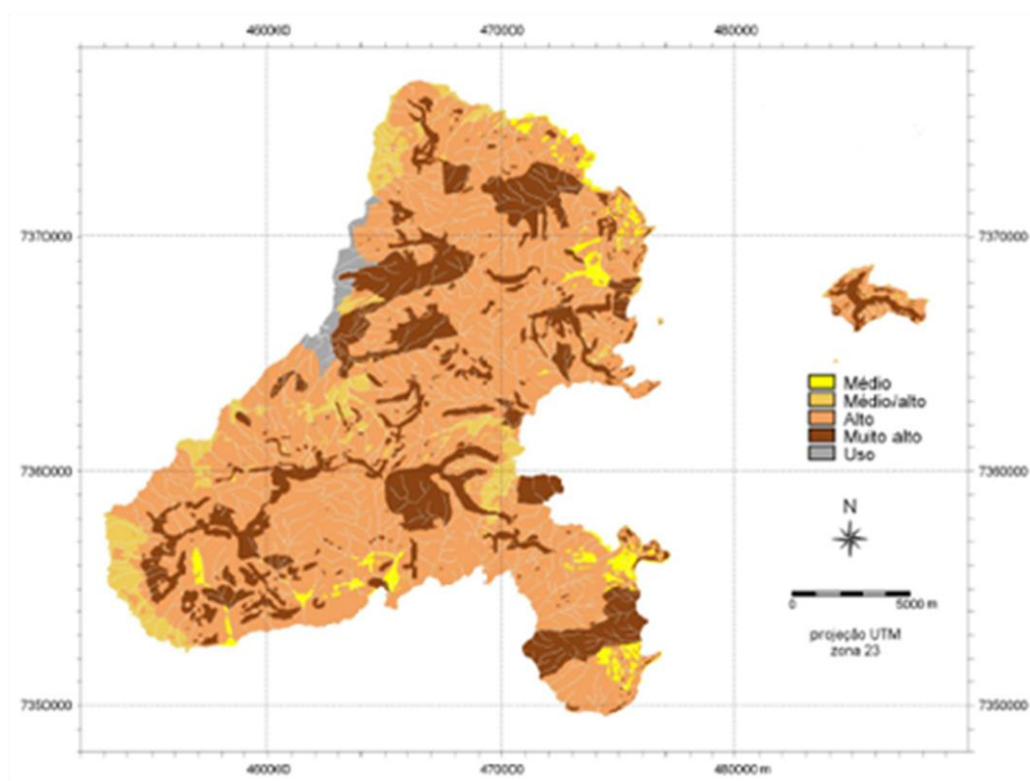 460000 470000 480000
7370000 7370000
Médio
Médio/alto
Alto
Muito alto
Uso
7360000 7360000
N
0 5000 m
projeção UTM
zona 23
7350000 7350000
460000 470000 480000 m